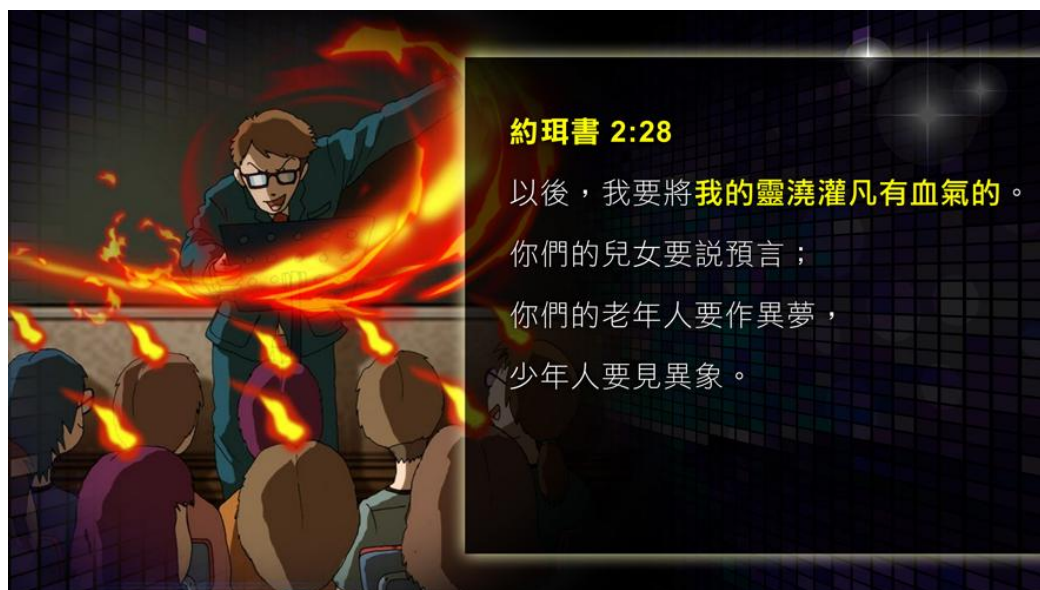 約珥書 2:28
以後，我要將我的靈澆灌凡有血氣的。
你們的兒女要説預言；
你們的老年人要作異夢，
少年人要見異象。